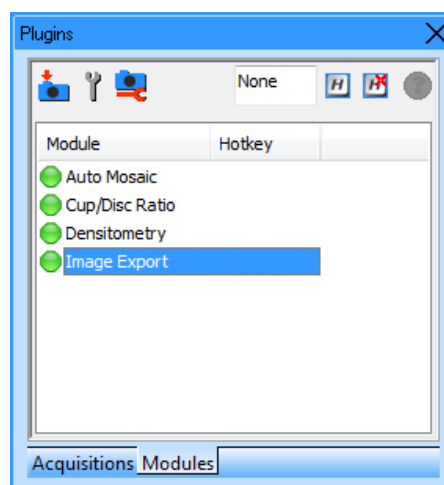 Plugins
None H H ?
Module Hotkey
Auto Mosaic
Cup/Disc Ratio
Densitometry
Image Export
Acquisitions Modules